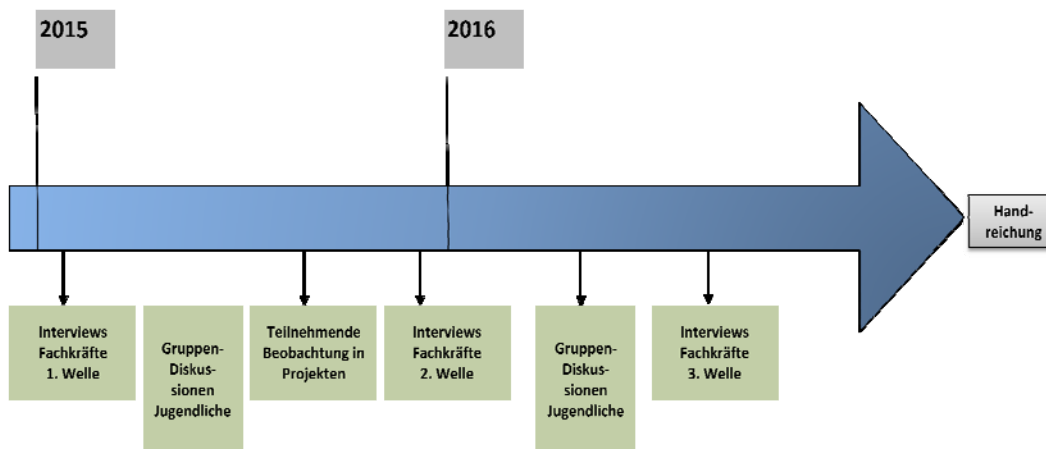 2015
2016
Hand-
reichung
Interviews
Fachkräfte
1. Welle
Gruppen-
Diskus-
sionen
Jugendliche
Teilnehmende
Beobachtung in
Projekten
Interviews
Fachkräfte
2. Welle
Gruppen-
Diskus-
sionen
Jugendliche
Interviews
Fachkräfte
3. Welle